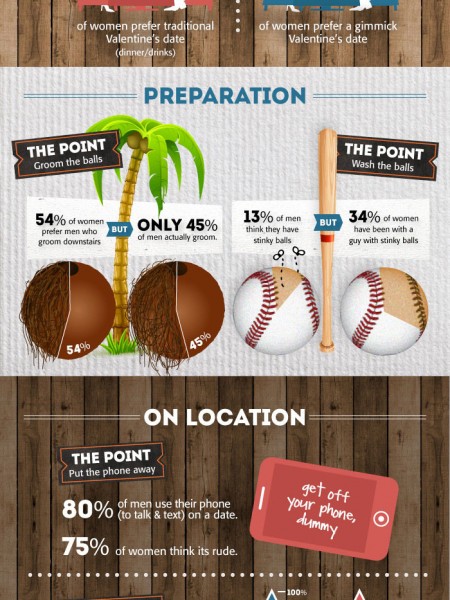 of women prefer traditional
Valentine's date
(dinner/drinks)
of women prefer a gimmick
Valentine's date
PREPARATION
THE POINT
Groom the balls
THE POINT
Wash the balls
54% of women
prefer men who
groom downstairs
BUT
ONLY 45%
of men actually groom.
13% of men
think they have
stinky balls
BUT
34% of women
have been with a
guy with stinky balls
54%
45%
ON LOCATION
THE POINT
Put the phone away
80% of men use their phone
(to talk & text) on a date.
75% of women think its rude.
get off
your phone,
dummy
100%